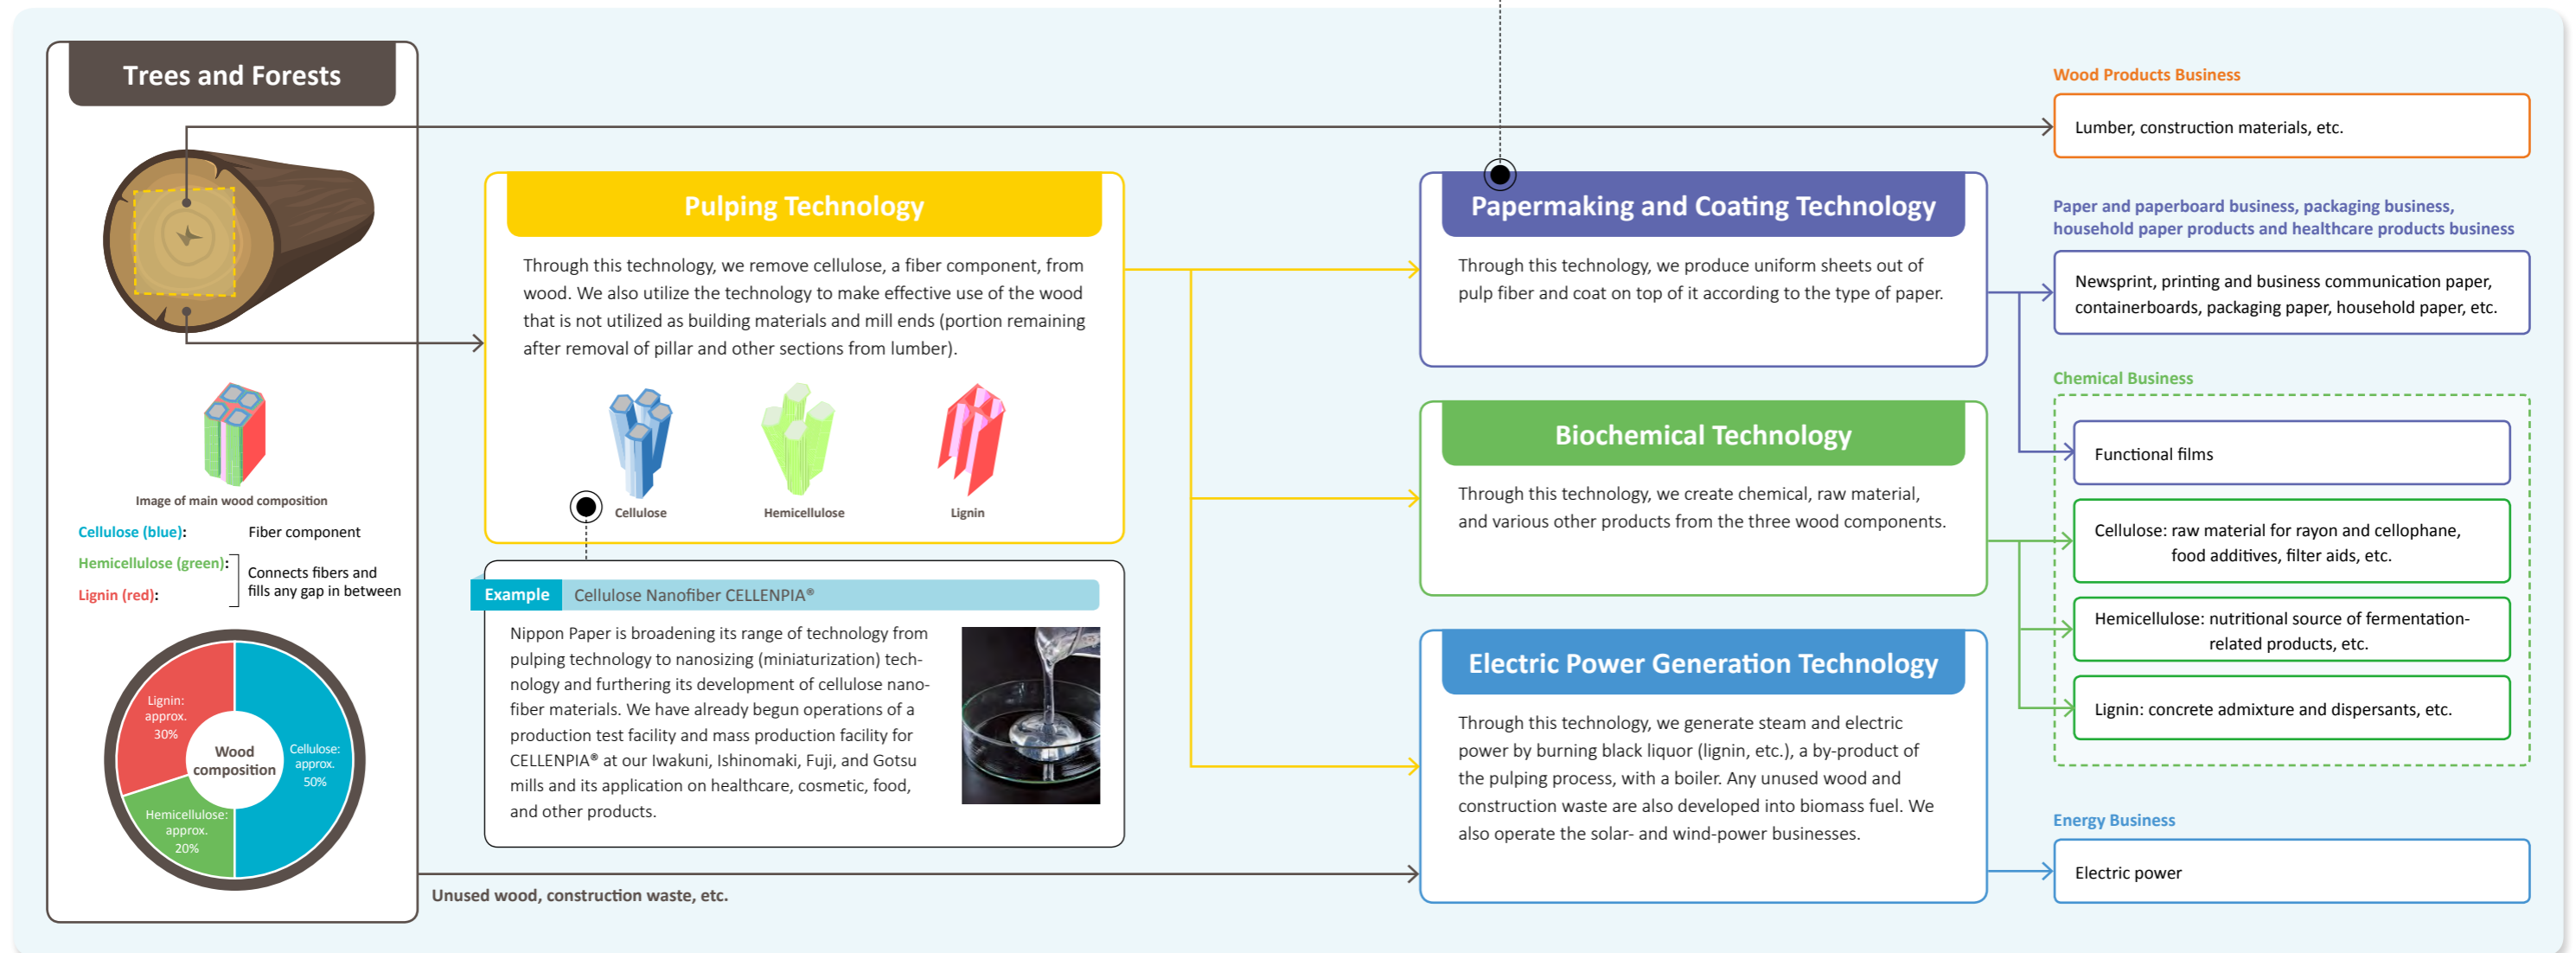 Trees and Forests
Image of main wood composition
Cellulose (blue): Fiber component
Hemicellulose (green):
Lignin (red):
Connects fibers and
fills any gap in between
Lignin:
approx.
30%
Wood
composition
Cellulose:
approx.
50%
Hemicellulose:
approx.
20%
Unused wood, construction waste, etc.
Pulping Technology
Through this technology, we remove cellulose, a fiber component, from
wood. We also utilize the technology to make effective use of the wood
that is not utilized as building materials and mill ends (portion remaining
after removal of pillar and other sections from lumber).
Cellulose
Hemicellulose
Lignin
Example Cellulose Nanofiber CELLENPIA®
Nippon Paper is broadening its range of technology from
pulping technology to nanosizing (miniaturization) tech-
nology and furthering its development of cellulose nano-
fiber materials. We have already begun operations of a
production test facility and mass production facility for
CELLENPIA® at our Iwakuni, Ishinomaki, Fuji, and Gotsu
mills and its application on healthcare, cosmetic, food,
and other products.
Papermaking and Coating Technology
Through this technology, we produce uniform sheets out of
pulp fiber and coat on top of it according to the type of paper.
Biochemical Technology
Through this technology, we create chemical, raw material,
and various other products from the three wood components.
Electric Power Generation Technology
Through this technology, we generate steam and electric
power by burning black liquor (lignin, etc.), a by-product of
the pulping process, with a boiler. Any unused wood and
construction waste are also developed into biomass fuel. We
also operate the solar- and wind-power businesses.
Wood Products Business
Lumber, construction materials, etc.
Paper and paperboard business, packaging business,
household paper products and healthcare products business
Newsprint, printing and business communication paper,
containerboards, packaging paper, household paper, etc.
Chemical Business
Functional films
Cellulose: raw material for rayon and cellophane,
food additives, filter aids, etc.
Hemicellulose: nutritional source of fermentation-
related products, etc.
Lignin: concrete admixture and dispersants, etc.
Energy Business
Electric power